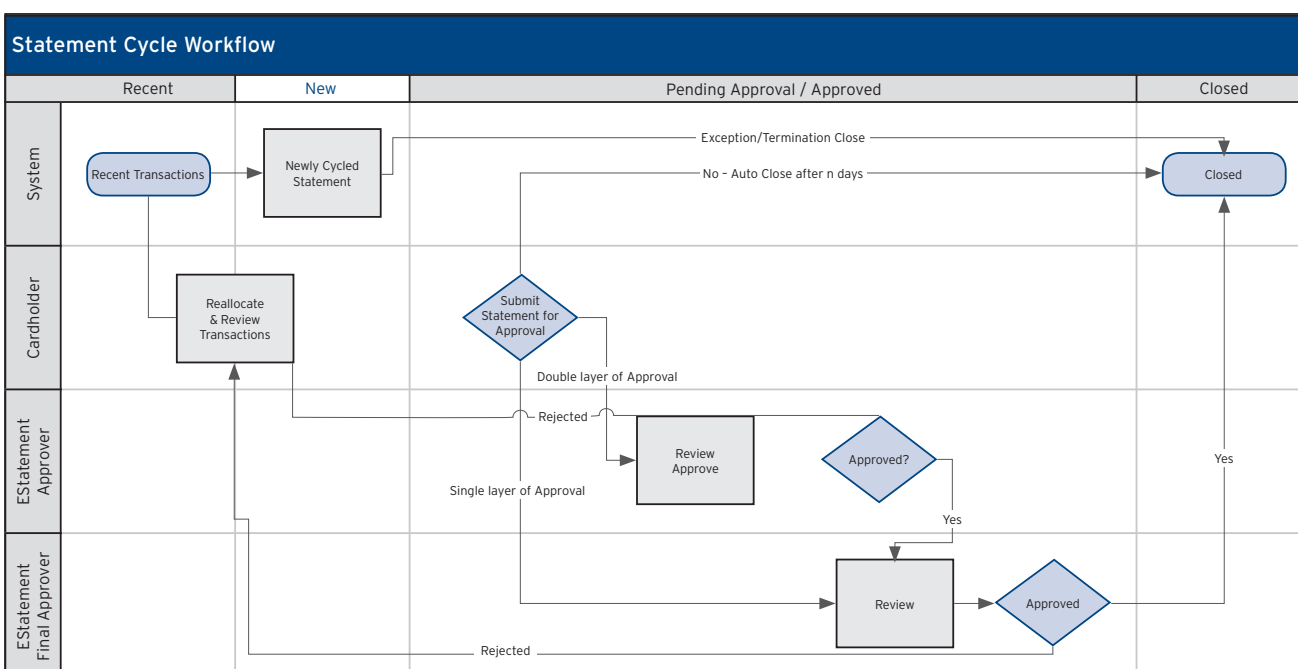 Statement Cycle Workflow
Recent
New
Pending Approval / Approved
Closed
System
Recent Transactions
Newly Cycled
Statement
Exception/Termination Close
No – Auto Close after n days
Closed
Cardholder
Reallocate
& Review
Transactions
Submit
Statement for
Approval
Double layer of Approval
EStatement
Approver
Rejected
Review
Approve
Approved?
Yes
Single layer of Approval
Yes
EStatement
Final Approver
Review
Approved
Rejected